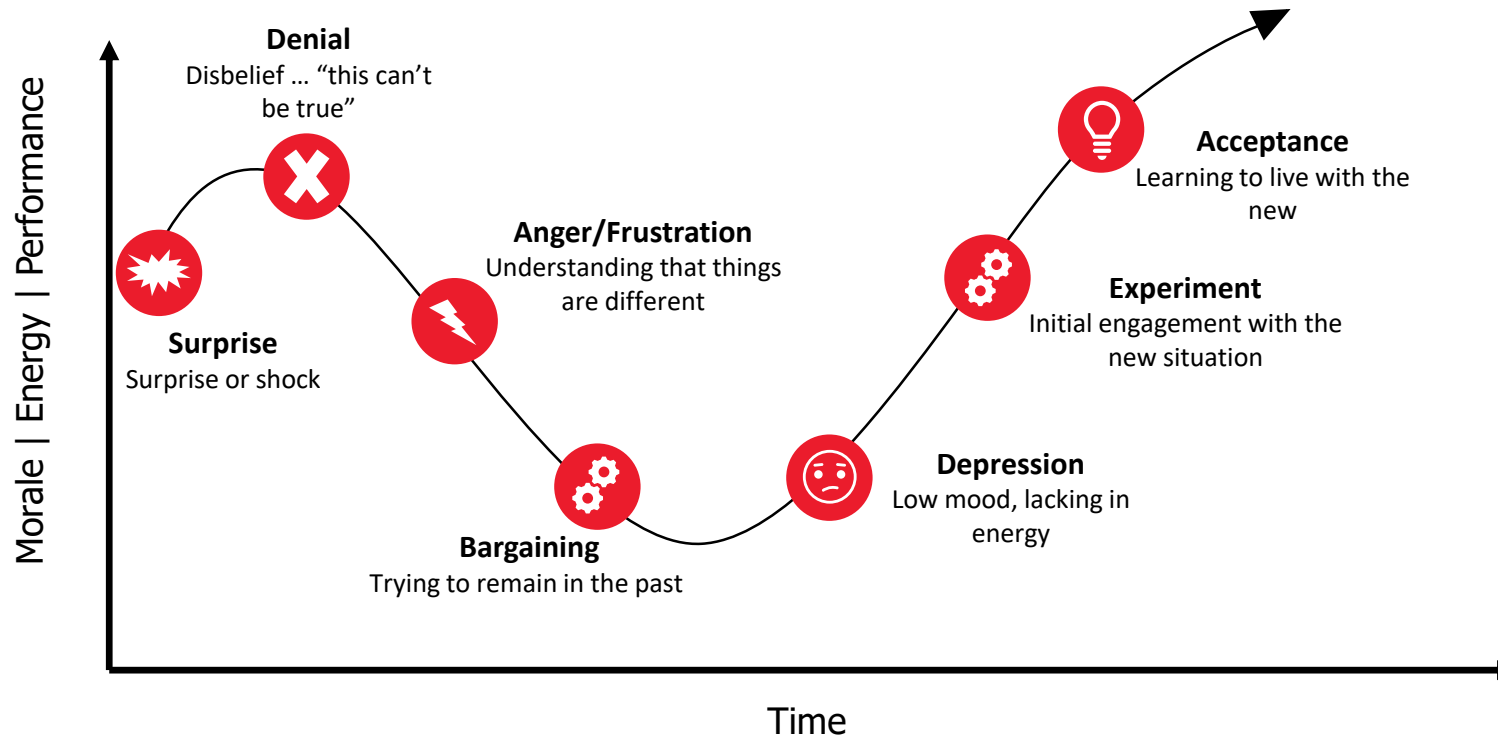 Morale | Energy | Performance
Denial
Disbelief … “this can’t
be true”
Surprise
Surprise or shock
Anger/Frustration
Understanding that things
are different
Bargaining
Trying to remain in the past
Depression
Low mood, lacking in
energy
Experiment
Initial engagement with the
new situation
Acceptance
Learning to live with the
new
Time